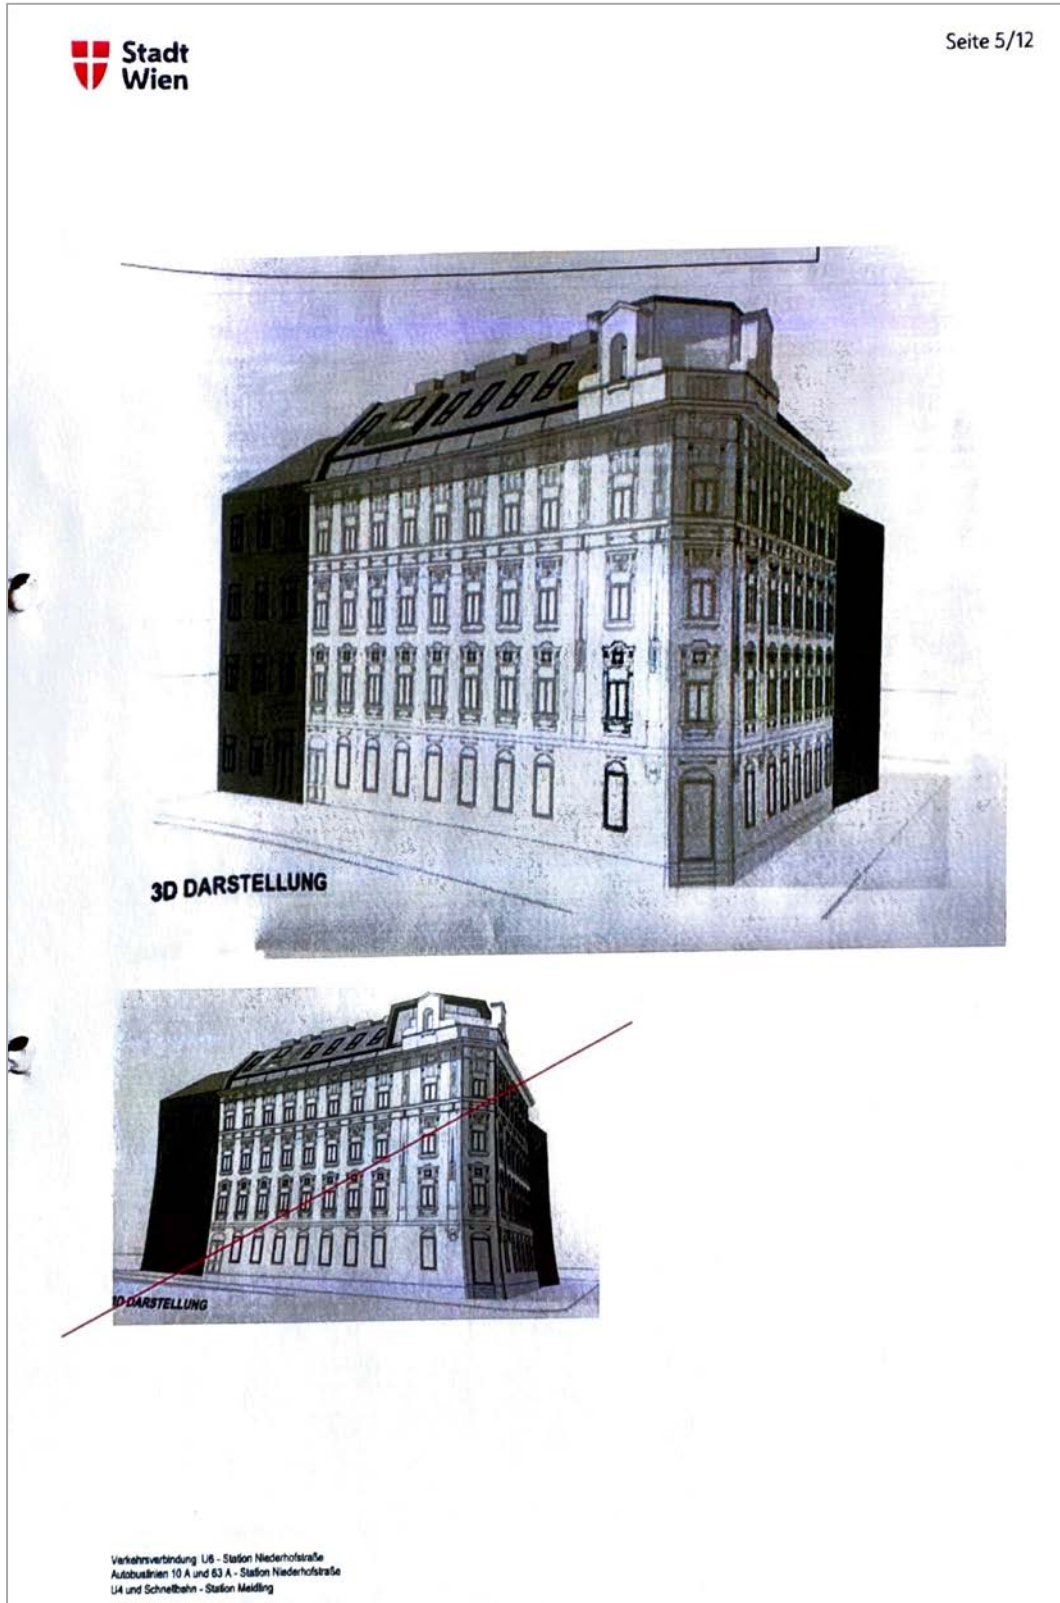 Stadt
Wien
Seite 5/12
3D DARSTELLUNG
3D DARSTELLUNG
Verkehrsverbindung U6 - Station Niederhofstraße
Autobuslinien 10 A und 63 A - Station Niederhofstraße
U4 und Schnellbahn - Station Meidling